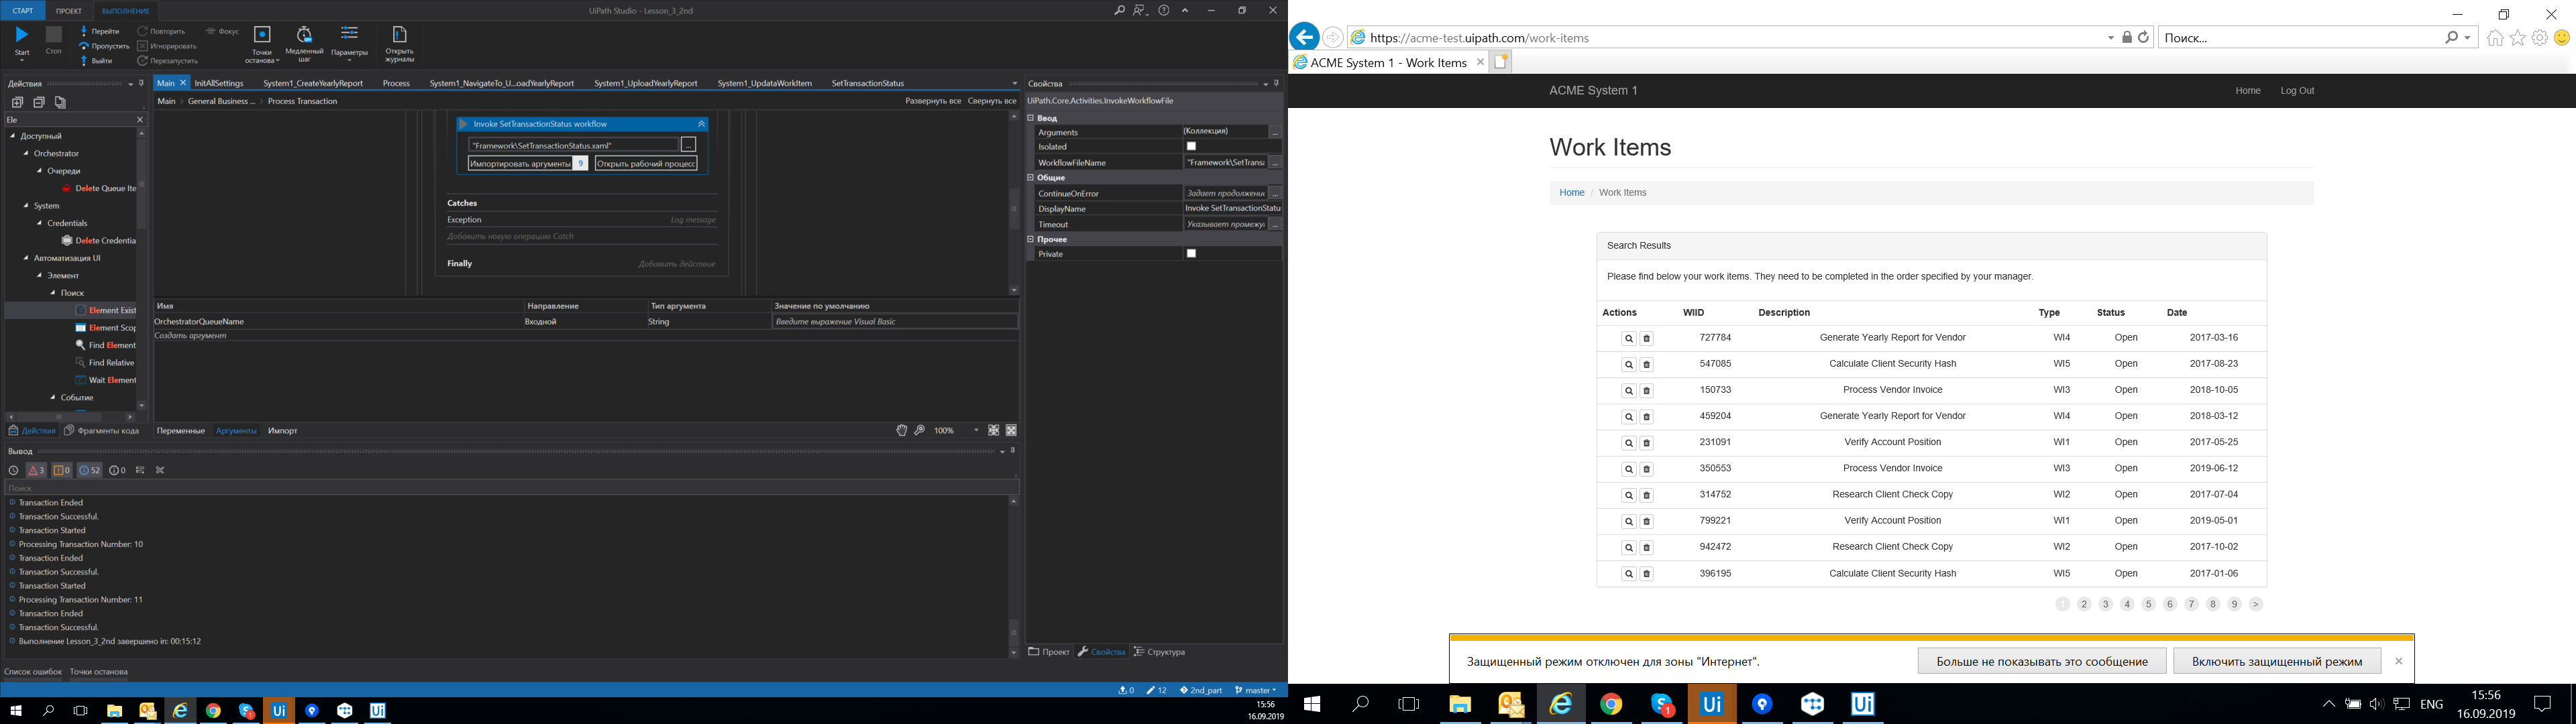 СТАРТ ПРОЕКТ ВЫПОЛНЕНИЕ UiPath Studio - Lesson_3_2nd
Start
Стоп
Перейти
Пропустить
Выйти
Повторить
Игнорировать
Перезапустить
Фокус
Точки останова
Медленный шаг
Параметры
Открыть журналы
Действия
Ele
Доступный
Orchestrator
Очереди
Delete Queue Ite
System
Credentials
Delete Credentia
Автоматизация UI
Элемент
Поиск
Element Exist
Element Scop
Find Element
Find Relative
Wait Element
Событие
Действия Фрагменты кода
Main InitAllSettings System1_CreateYearlyReport Process System1_NavigateTo_U...oadYearlyReport System1_UploadYearlyReport System1_UpdataWorkItem SetTransactionStatus
Main General Business ... Process Transaction Развернуть все Свернуть все
Invoke SetTransactionStatus workflow
"Framework\SetTransactionStatus.xaml" ...
Импортировать аргументы 9 Открыть рабочий процесс
Catches
Exception Log message
Добавить новую операцию Catch
Finally Добавить действие
Имя Направление Тип аргумента Значение по умолчанию
OrchestratorQueueName Входной String Введите выражение Visual Basic
Создать аргумент
Переменные Аргументы Импорт 100%
Свойства
UiPath.Core.Activities.InvokeWorkflowFile
Ввод
Arguments (Коллекция) ...
Isolated
WorkflowFileName "Framework\SetTransa ...
Общие
ContinueOnError Задает продолжени ...
DisplayName Invoke SetTransactionStatu
Timeout Указывает промежу ...
Прочее
Private
Проект Свойства Структура
Вывод
3 0 52 0
Поиск
Transaction Ended
Transaction Successful.
Transaction Started
Processing Transaction Number: 10
Transaction Ended
Transaction Successful.
Transaction Started
Processing Transaction Number: 11
Transaction Ended
Transaction Successful.
Выполнение Lesson_3_2nd завершено in: 00:15:12
Список ошибок Точки останова
0 12 2nd_part master
15:56
16.09.2019
https://acme-test.uipath.com/work-items Поиск...
ACME System 1 - Work Items
ACME System 1 Home Log Out
Work Items
Home / Work Items
Search Results
Please find below your work items. They need to be completed in the order specified by your manager.
Actions WIID Description Type Status Date
727784 Generate Yearly Report for Vendor WI4 Open 2017-03-16
547085 Calculate Client Security Hash WI5 Open 2017-08-23
150733 Process Vendor Invoice WI3 Open 2018-10-05
459204 Generate Yearly Report for Vendor WI4 Open 2018-03-12
231091 Verify Account Position WI1 Open 2017-05-25
350553 Process Vendor Invoice WI3 Open 2019-06-12
314752 Research Client Check Copy WI2 Open 2017-07-04
799221 Verify Account Position WI1 Open 2019-05-01
942472 Research Client Check Copy WI2 Open 2017-10-02
396195 Calculate Client Security Hash WI5 Open 2017-01-06
1 2 3 4 5 6 7 8 9 >
Защищенный режим отключен для зоны "Интернет". Больше не показывать это сообщение Включить защищенный режим
ENG
15:56
16.09.2019